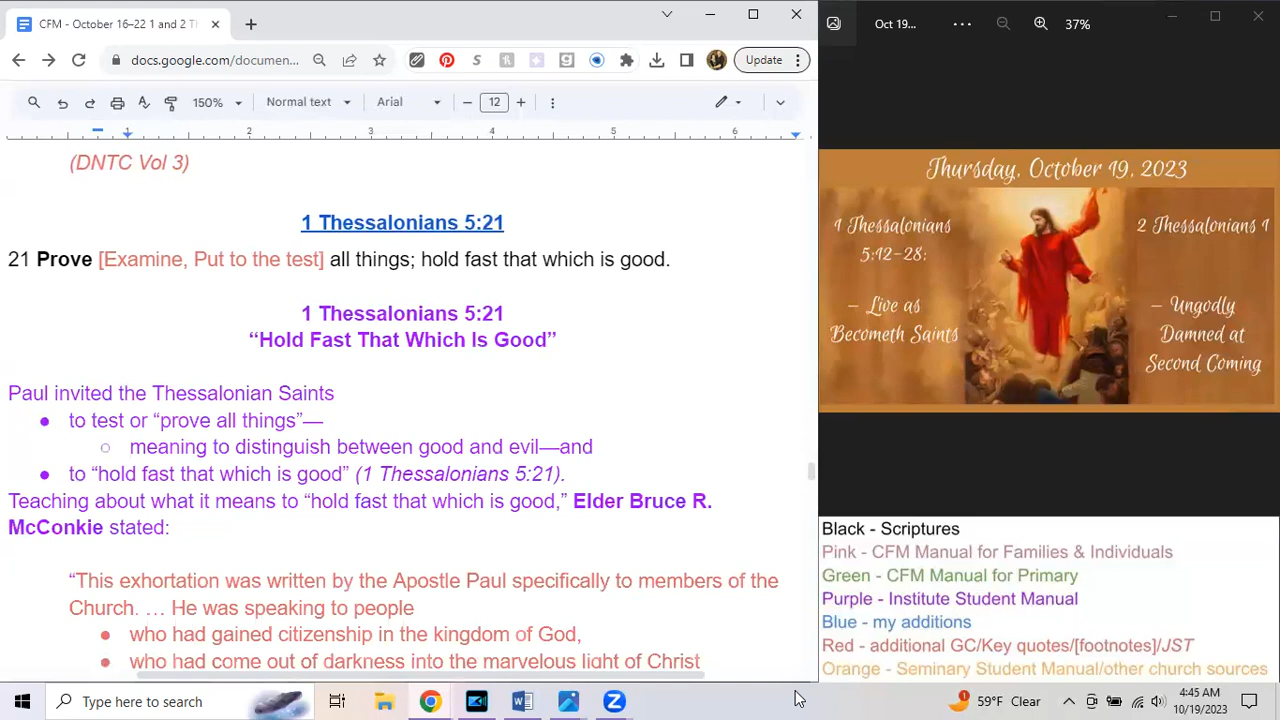 CFM - October 16–22 1 and 2 T
docs.google.com/documen...
Update
150%
Normal text
Arial
12
1
2
3
4
5
6
(DNTC Vol 3)
1 Thessalonians 5:21
21 Prove [Examine, Put to the test] all things; hold fast that which is good.
1 Thessalonians 5:21
“Hold Fast That Which Is Good”
Paul invited the Thessalonian Saints
● to test or “prove all things”—
○ meaning to distinguish between good and evil—and
● to “hold fast that which is good” (1 Thessalonians 5:21).
Teaching about what it means to “hold fast that which is good,” Elder Bruce R.
McConkie stated:
“This exhortation was written by the Apostle Paul specifically to members of the
Church. … He was speaking to people
● who had gained citizenship in the kingdom of God,
● who had come out of darkness into the marvelous light of Christ
Oct 19...
37%
Thursday, October 19, 2023
1 Thessalonians
5:12-28;
– Live as
Becometh Saints
2 Thessalonians 1
– Ungodly
Damned at
Second Coming
Black - Scriptures
Pink - CFM Manual for Families & Individuals
Green - CFM Manual for Primary
Purple - Institute Student Manual
Blue - my additions
Red - additional GC/Key quotes/[footnotes]/JST
Orange - Seminary Student Manual/other church sources
Type here to search
1
59°F Clear
4:45 AM
10/19/2023